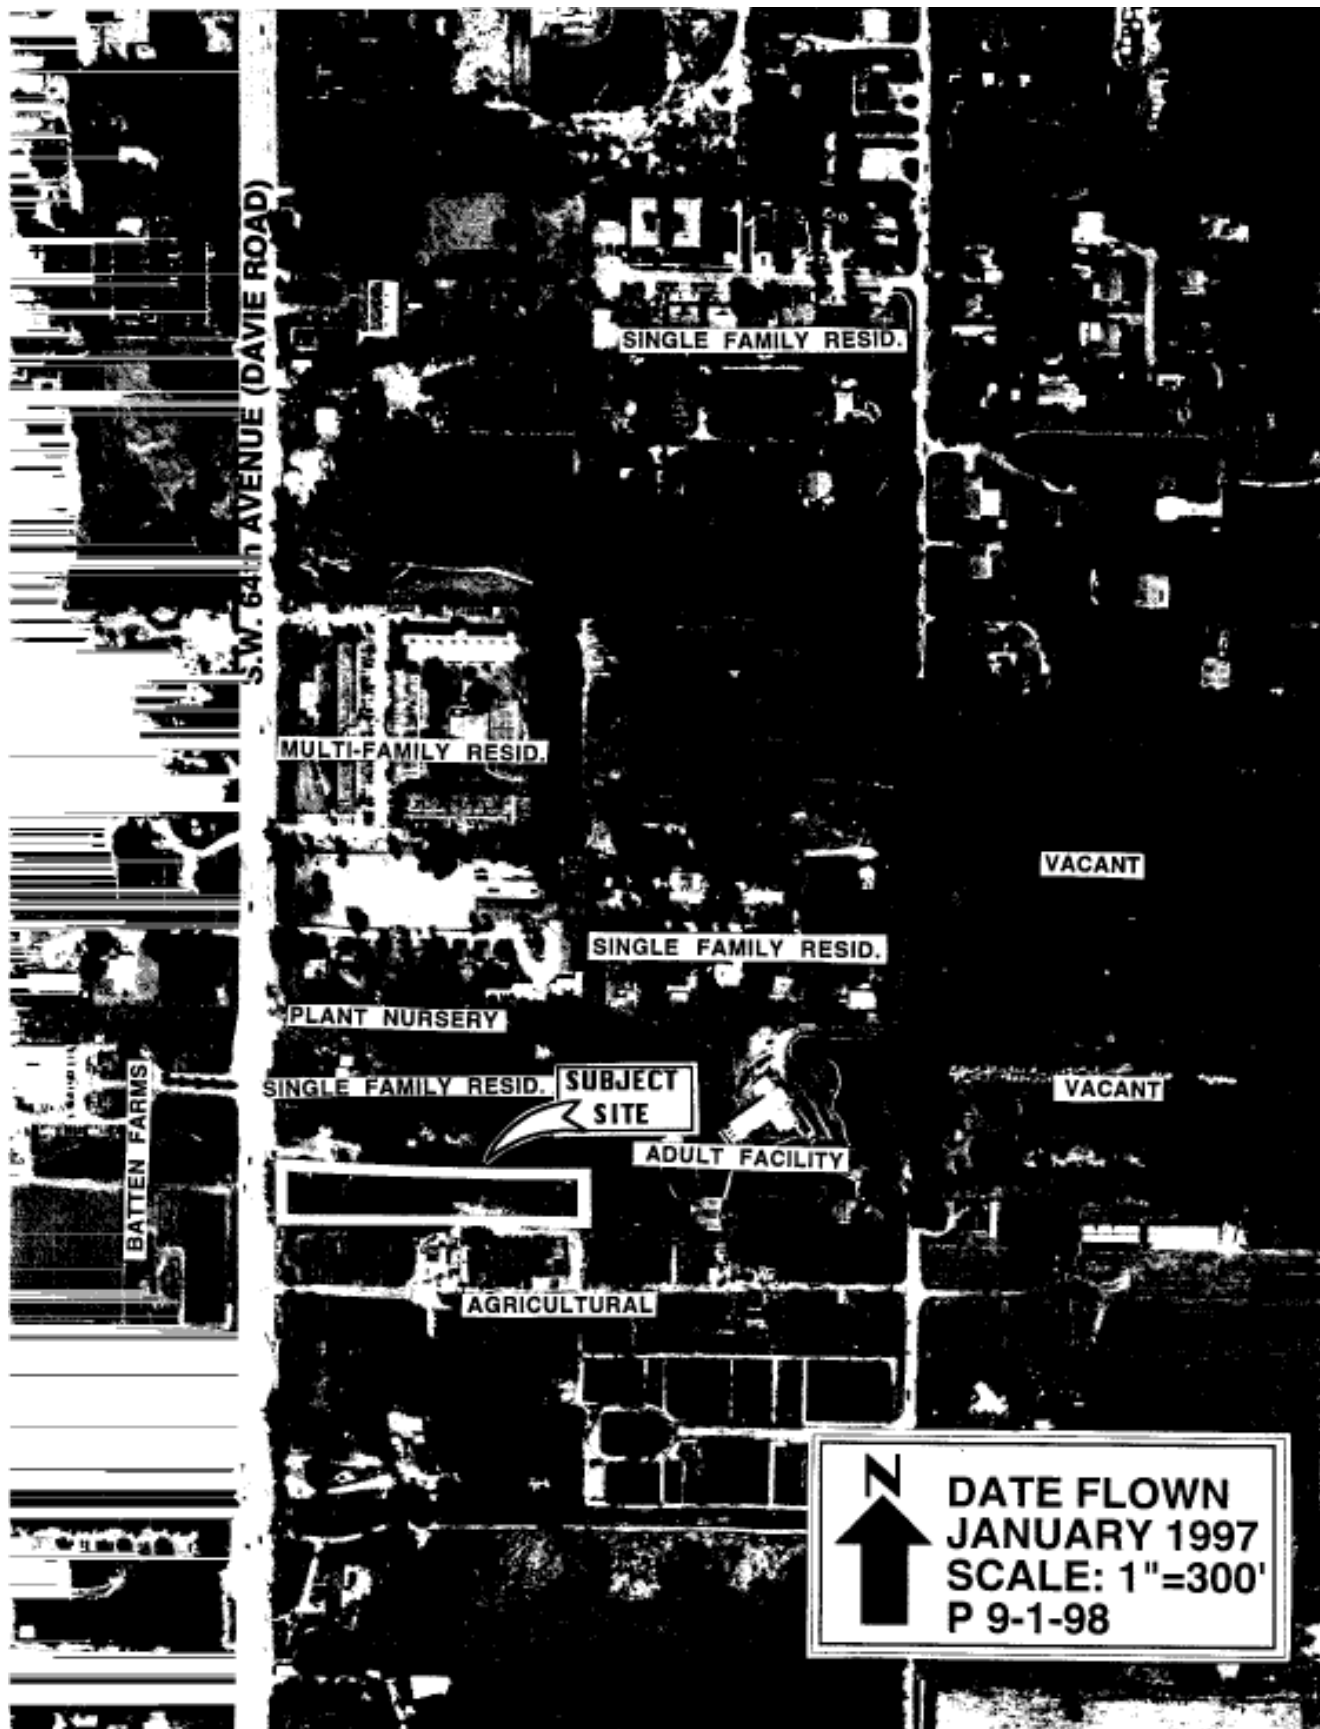 S.W. 64th AVENUE (DAVIE ROAD)
SINGLE FAMILY RESID.
MULTI-FAMILY RESID.
VACANT
SINGLE FAMILY RESID.
PLANT NURSERY
BATTEN FARMS
SINGLE FAMILY RESID.
SUBJECT
SITE
VACANT
ADULT FACILITY
AGRICULTURAL
N
DATE FLOWN
JANUARY 1997
SCALE: 1"=300'
P 9-1-98